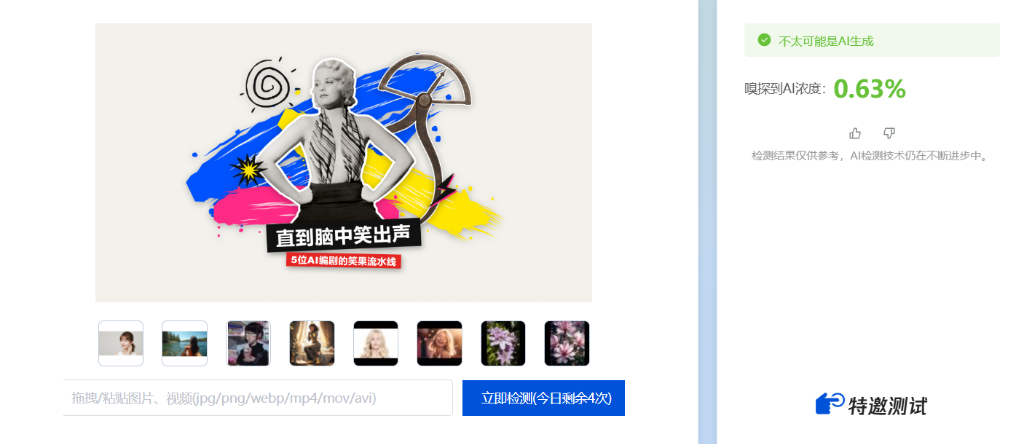 直到脑中笑出声
5位AI编剧的笑果流水线
拖拽/粘贴图片、视频(jpg/png/webp/mp4/mov/avi)
立即检测(今日剩余4次)
不太可能是AI生成
嗅探到AI浓度：0.63%
检测结果仅供参考，AI检测技术仍在不断进步中。
特邀测试